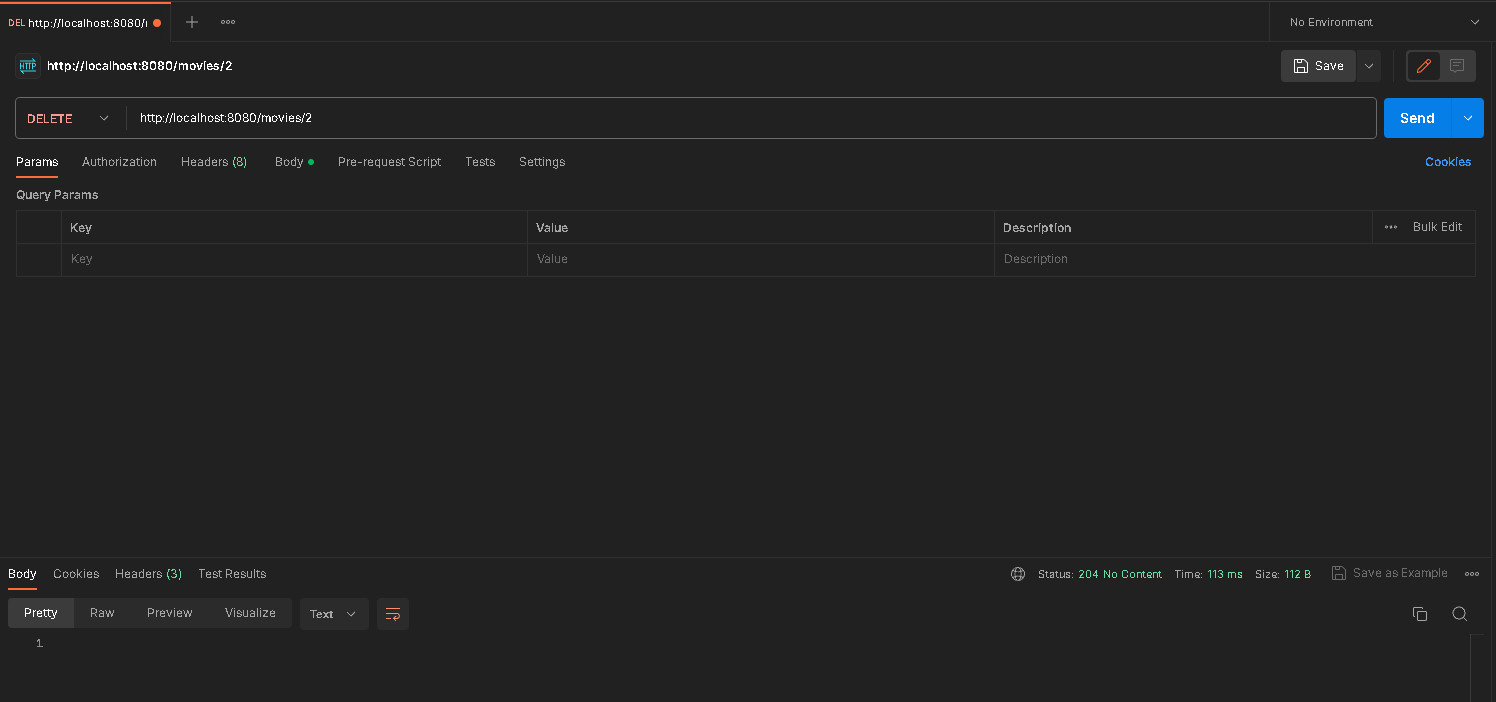 DEL http://localhost:8080/
No Environment
HTTP http://localhost:8080/movies/2
Save
DELETE http://localhost:8080/movies/2
Send
Params Authorization Headers (8) Body Pre-request Script Tests Settings Cookies
Query Params
Key Value Description Bulk Edit
Key Value Description
Body Cookies Headers (3) Test Results Status: 204 No Content Time: 113 ms Size: 112 B Save as Example
Pretty Raw Preview Visualize Text
1